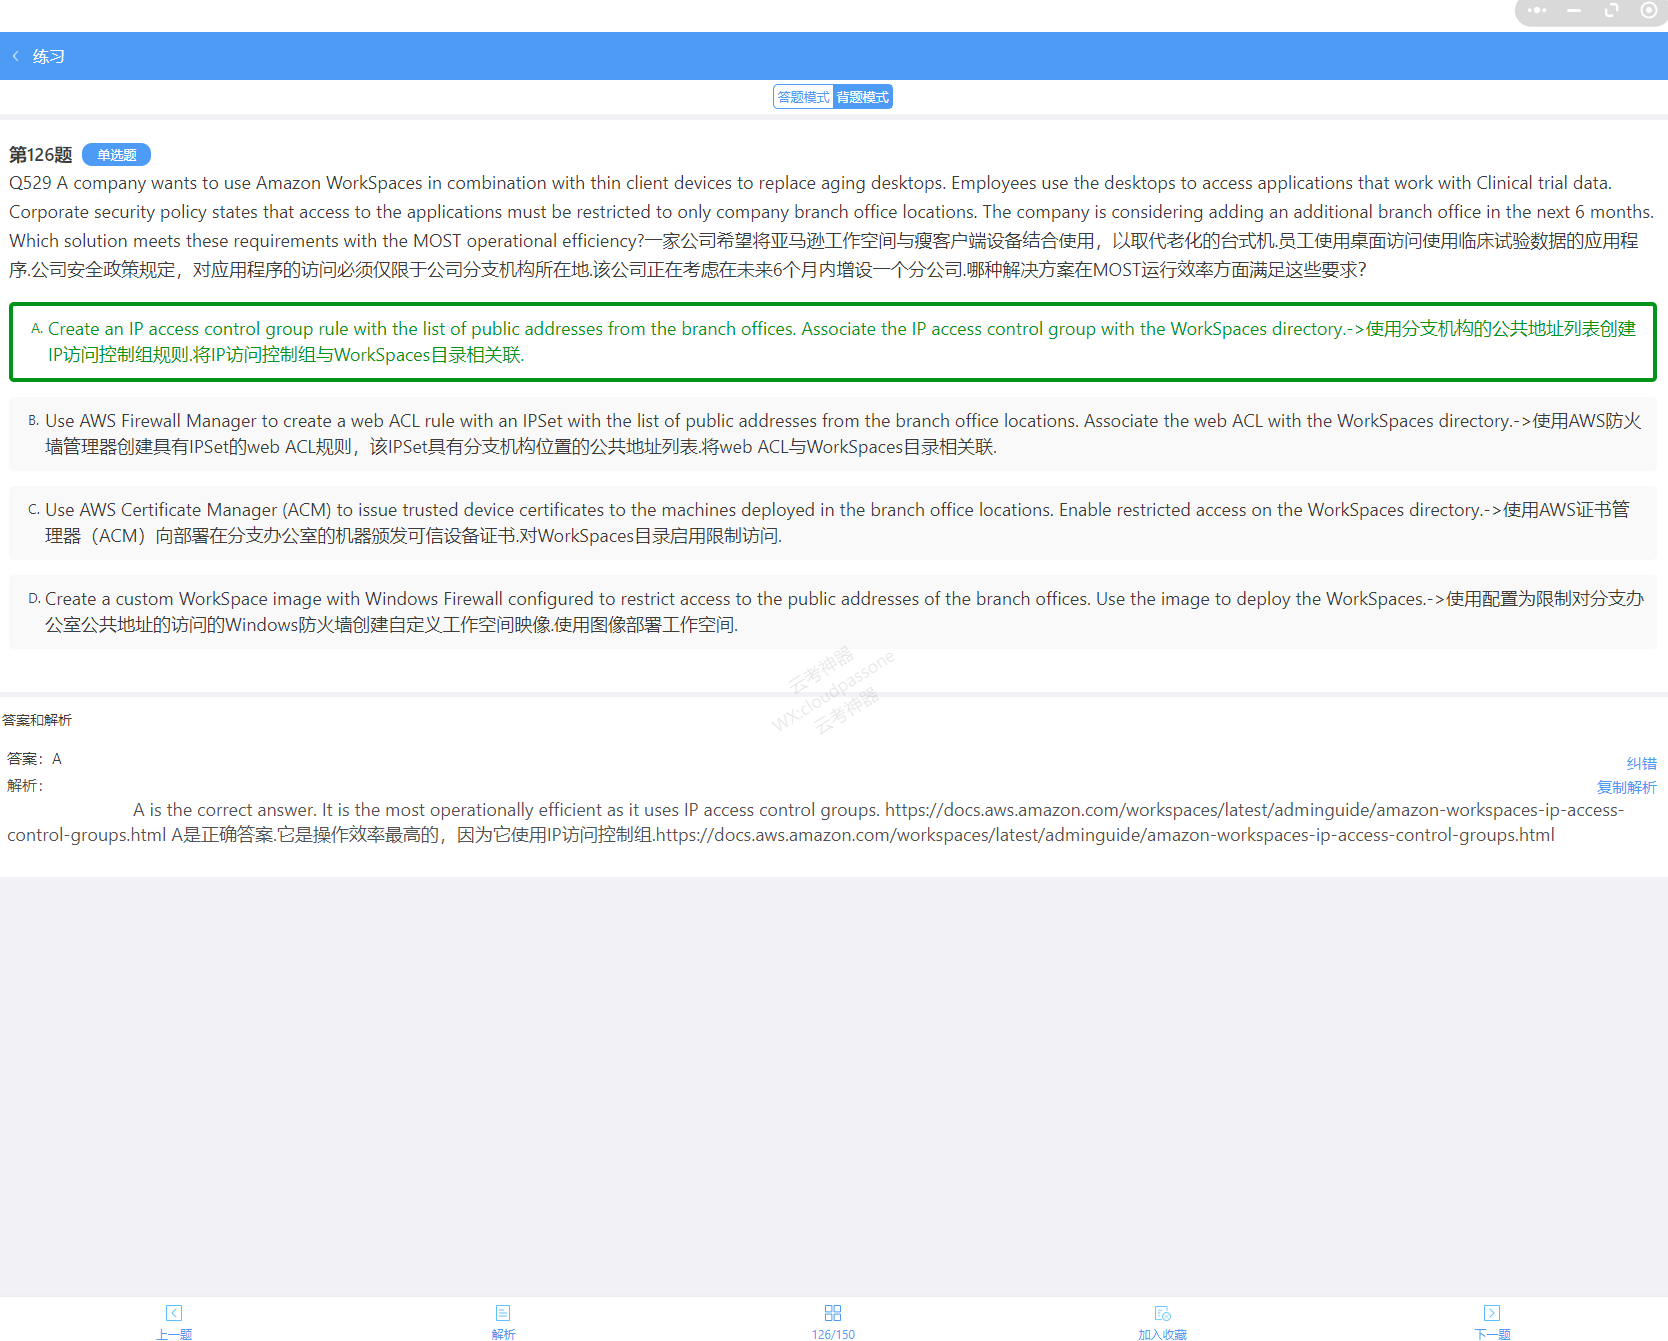 练习
答题模式 背题模式
第126题 单选题
Q529 A company wants to use Amazon WorkSpaces in combination with thin client devices to replace aging desktops. Employees use the desktops to access applications that work with Clinical trial data.
Corporate security policy states that access to the applications must be restricted to only company branch office locations. The company is considering adding an additional branch office in the next 6 months.
Which solution meets these requirements with the MOST operational efficiency?一家公司希望将亚马逊工作空间与瘦客户端设备结合使用，以取代老化的台式机.员工使用桌面访问使用临床试验数据的应用程
序.公司安全政策规定，对应用程序的访问必须仅限于公司分支机构所在地.该公司正在考虑在未来6个月内增设一个分公司.哪种解决方案在MOST运行效率方面满足这些要求？
A. Create an IP access control group rule with the list of public addresses from the branch offices. Associate the IP access control group with the WorkSpaces directory.->使用分支机构的公共地址列表创建
IP访问控制组规则.将IP访问控制组与WorkSpaces目录相关联.
B. Use AWS Firewall Manager to create a web ACL rule with an IPSet with the list of public addresses from the branch office locations. Associate the web ACL with the WorkSpaces directory.->使用AWS防火
墙管理器创建具有IPSet的web ACL规则，该IPSet具有分支机构位置的公共地址列表.将web ACL与WorkSpaces目录相关联.
C. Use AWS Certificate Manager (ACM) to issue trusted device certificates to the machines deployed in the branch office locations. Enable restricted access on the WorkSpaces directory.->使用AWS证书管
理器（ACM）向部署在分支办公室的机器颁发可信设备证书.对WorkSpaces目录启用限制访问.
D. Create a custom WorkSpace image with Windows Firewall configured to restrict access to the public addresses of the branch offices. Use the image to deploy the WorkSpaces.->使用配置为限制对分支办
公室公共地址的访问的Windows防火墙创建自定义工作空间映像.使用图像部署工作空间.
云考神器
WX:cloudpassone
云考神器
答案和解析
答案：A
纠错
解析：
复制解析
A is the correct answer. It is the most operationally efficient as it uses IP access control groups. https://docs.aws.amazon.com/workspaces/latest/adminguide/amazon-workspaces-ip-access-
control-groups.html A是正确答案.它是操作效率最高的，因为它使用IP访问控制组.https://docs.aws.amazon.com/workspaces/latest/adminguide/amazon-workspaces-ip-access-control-groups.html
上一题 解析 126/150 加入收藏 下一题